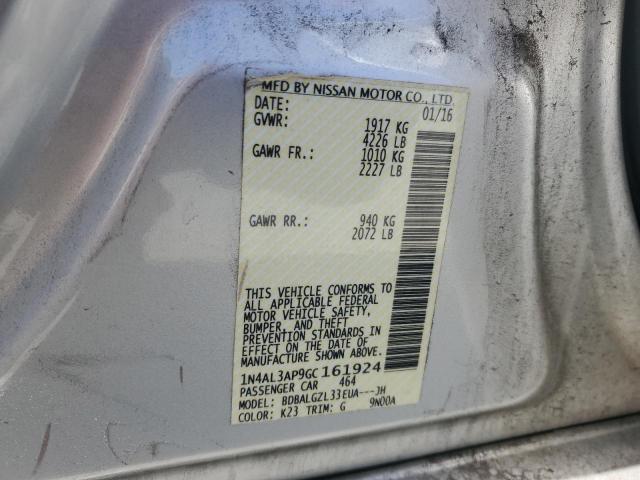 MFD BY NISSAN MOTOR CO., LTD.
DATE: 01/16
GVWR: 1917 KG
4226 LB
GAWR FR.: 1010 KG
2227 LB
GAWR RR.: 940 KG
2072 LB
THIS VEHICLE CONFORMS TO
ALL APPLICABLE FEDERAL
MOTOR VEHICLE SAFETY,
BUMPER, AND THEFT
PREVENTION STANDARDS IN
EFFECT ON THE DATE OF
MANUFACTURE SHOWN ABOVE.
1N4AL3AP9GC 161924
PASSENGER CAR 464
MODEL: BDBALGZL33EUA---JH
COLOR: K23 TRIM: G 9N00A